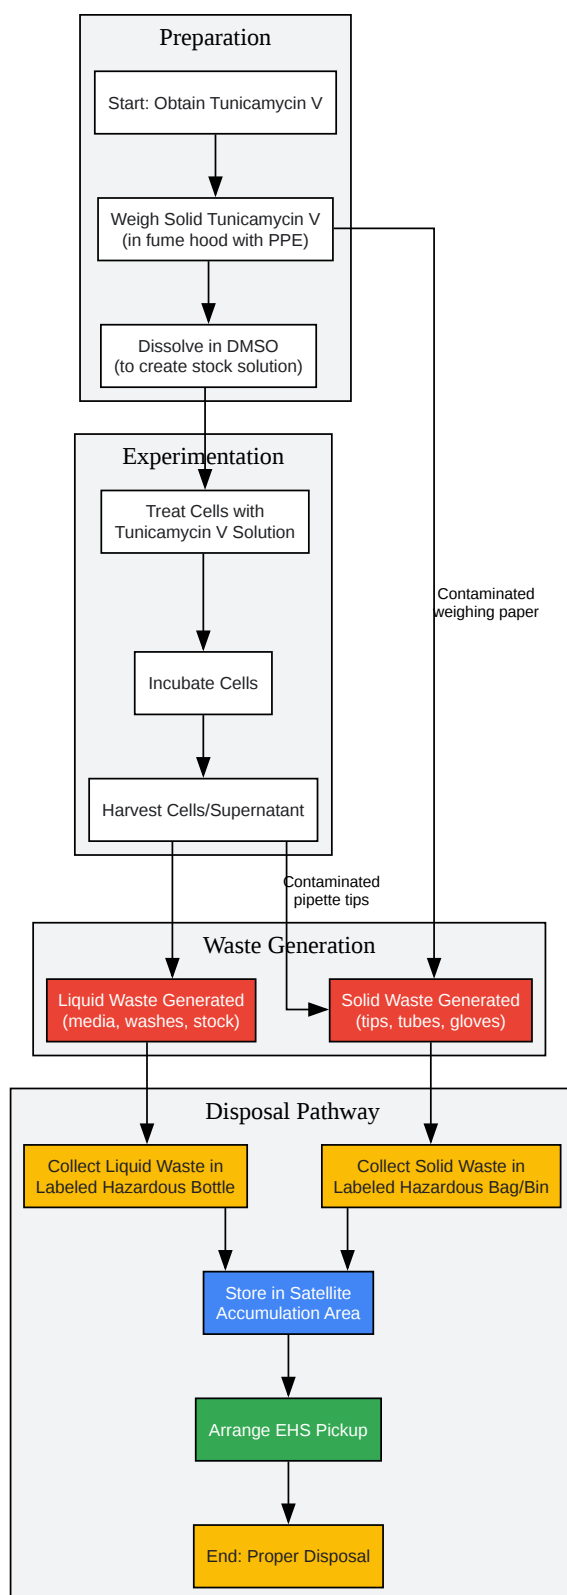 Preparation
Start: Obtain Tunicamycin V
Weigh Solid Tunicamycin V
(in fume hood with PPE)
Dissolve in DMSO
(to create stock solution)
Experimentation
Treat Cells with
Tunicamycin V Solution
Contaminated
weighing paper
Incubate Cells
Harvest Cells/Supernatant
Contaminated
pipette tips
Waste Generation
Liquid Waste Generated
(media, washes, stock)
Solid Waste Generated
(tips, tubes, gloves)
Disposal Pathway
Collect Liquid Waste in
Labeled Hazardous Bottle
Collect Solid Waste in
Labeled Hazardous Bag/Bin
Store in Satellite
Accumulation Area
Arrange EHS Pickup
End: Proper Disposal